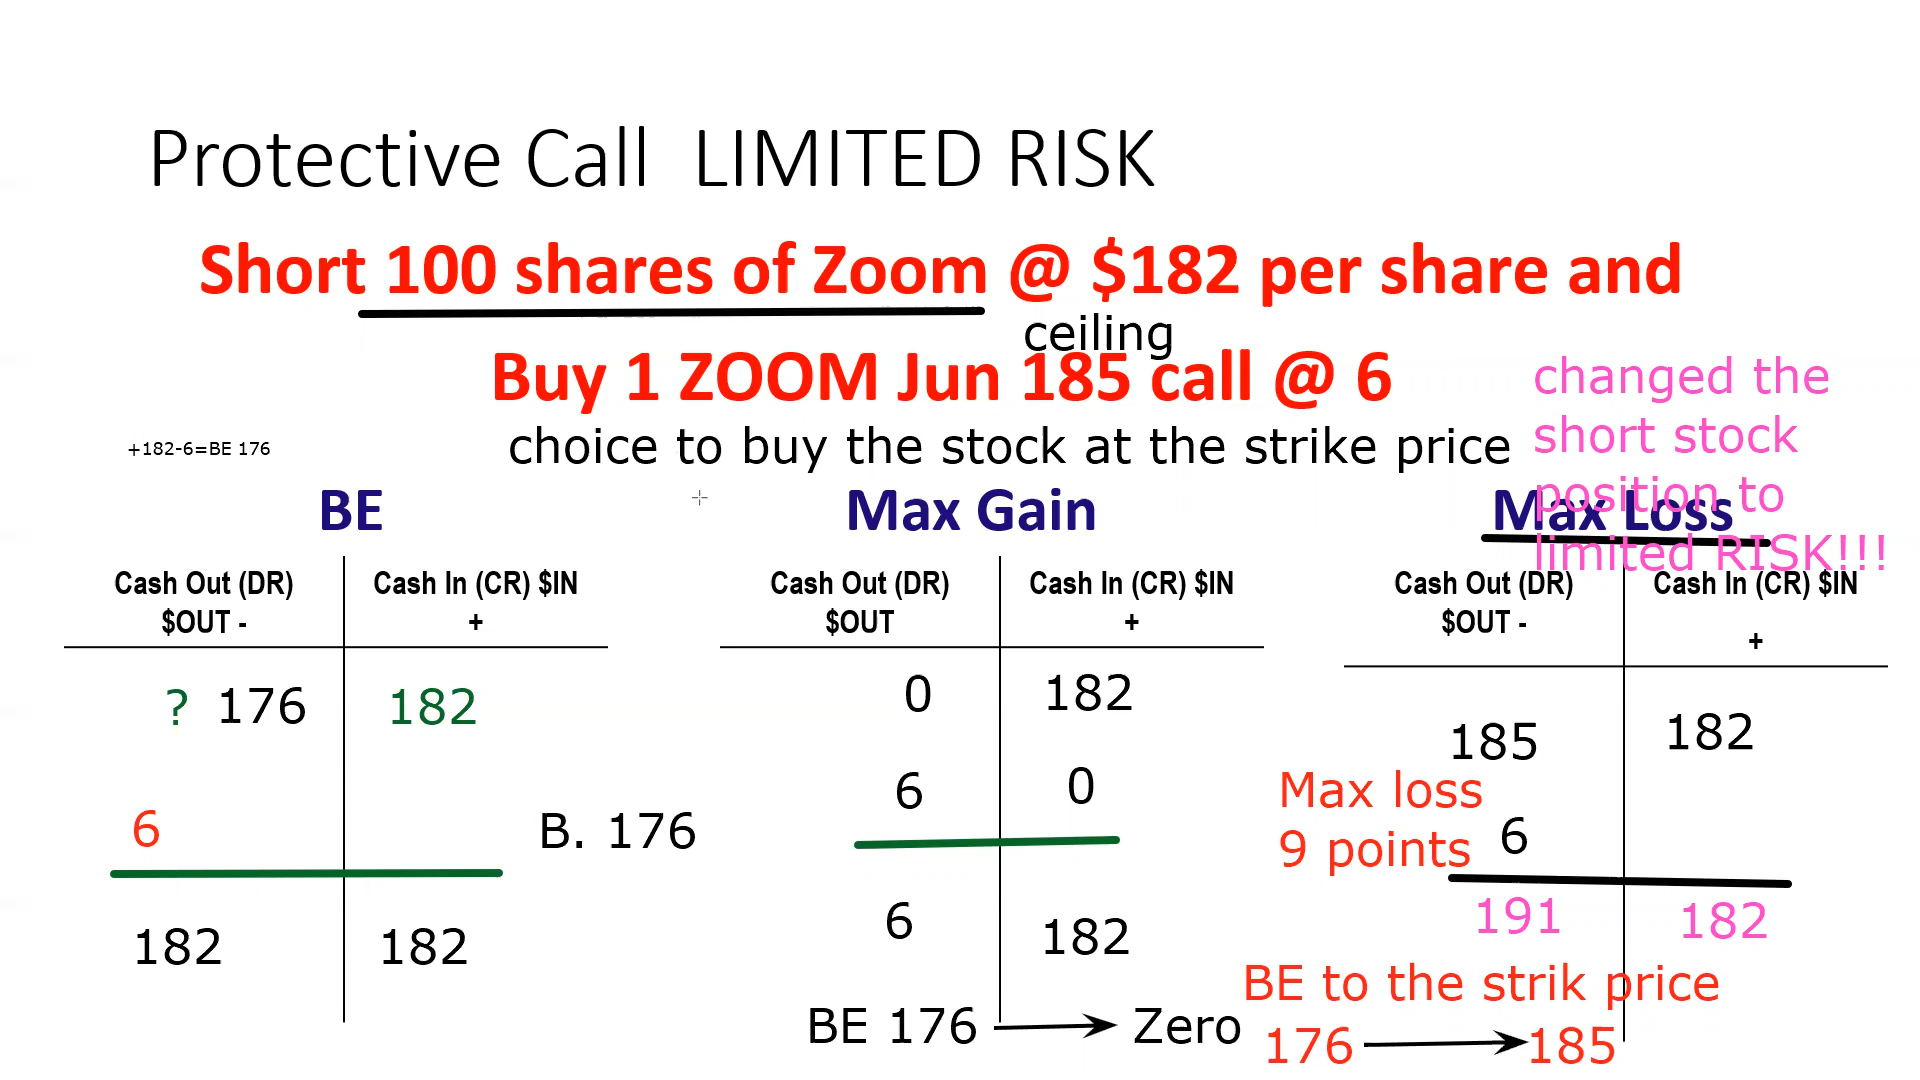 Protective Call LIMITED RISK
Short 100 shares of Zoom @ $182 per share and
ceiling
Buy 1 ZOOM Jun 185 call @ 6
changed the
short stock
position to
limited RISK!!!
+182-6=BE 176
choice to buy the stock at the strike price
BE
Cash Out (DR)
$OUT -
Cash In (CR) $IN
+
? 176
182
6
182
182
B. 176
Max Gain
Cash Out (DR)
$OUT
Cash In (CR) $IN
+
0
182
6
0
6
182
BE 176
Zero
Max Loss
Cash Out (DR)
$OUT -
Cash In (CR) $IN
+
185
182
Max loss
9 points
6
191
182
BE to the strik price
176
185